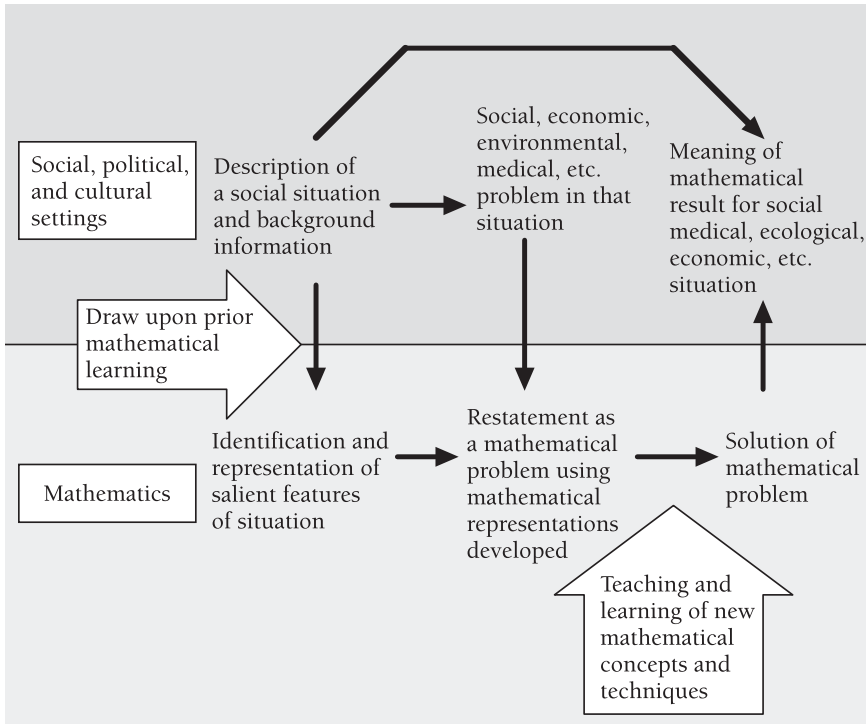 Social, political,
and cultural
settings
Description of
a social situation
and background
information
Social, economic,
environmental,
medical, etc.
problem in that
situation
Meaning of
mathematical
result for social
medical, ecological,
economic, etc.
situation
Draw upon prior
mathematical
learning
Mathematics
Identification and
representation of
salient features
of situation
Restatement as
a mathematical
problem using
mathematical
representations
developed
Solution of
mathematical
problem
Teaching and
learning of new
mathematical
concepts and
techniques